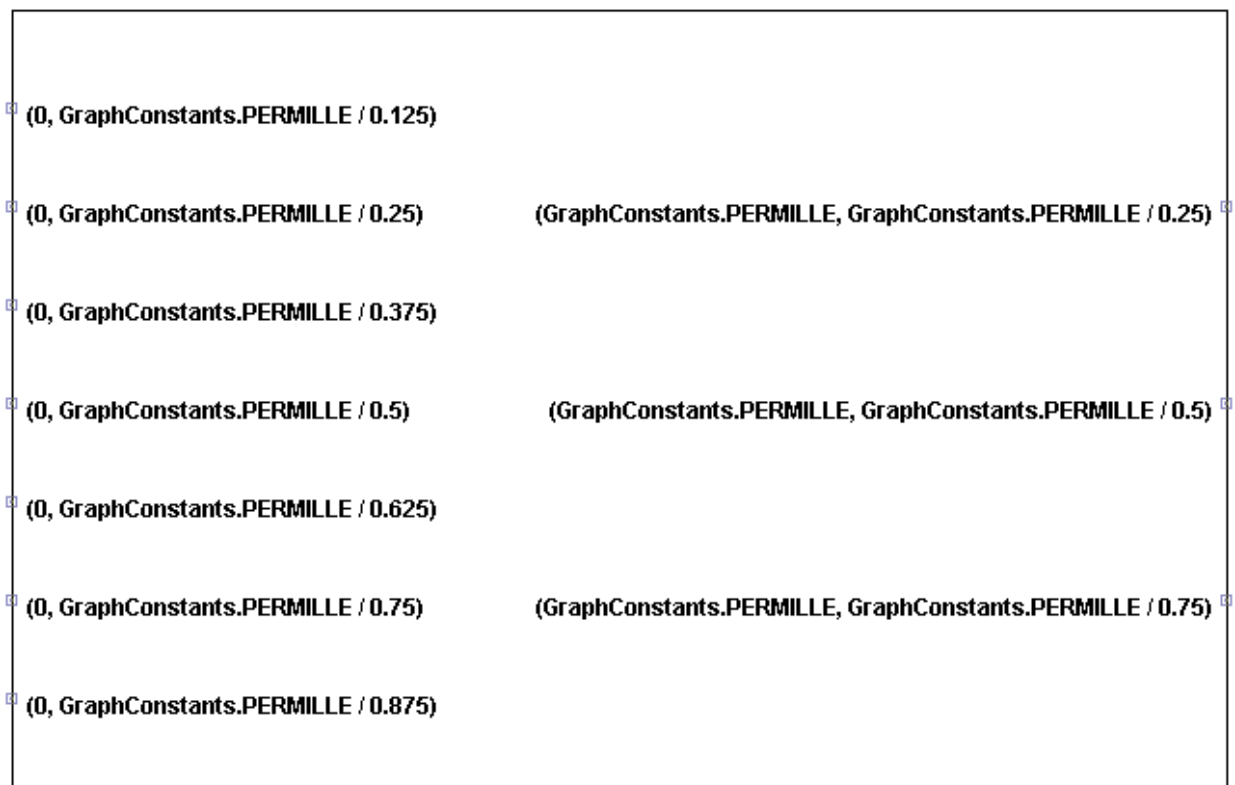 (0, GraphConstants.PERMILLE / 0.125)
(0, GraphConstants.PERMILLE / 0.25) (GraphConstants.PERMILLE, GraphConstants.PERMILLE / 0.25)
(0, GraphConstants.PERMILLE / 0.375)
(0, GraphConstants.PERMILLE / 0.5) (GraphConstants.PERMILLE, GraphConstants.PERMILLE / 0.5)
(0, GraphConstants.PERMILLE / 0.625)
(0, GraphConstants.PERMILLE / 0.75) (GraphConstants.PERMILLE, GraphConstants.PERMILLE / 0.75)
(0, GraphConstants.PERMILLE / 0.875)